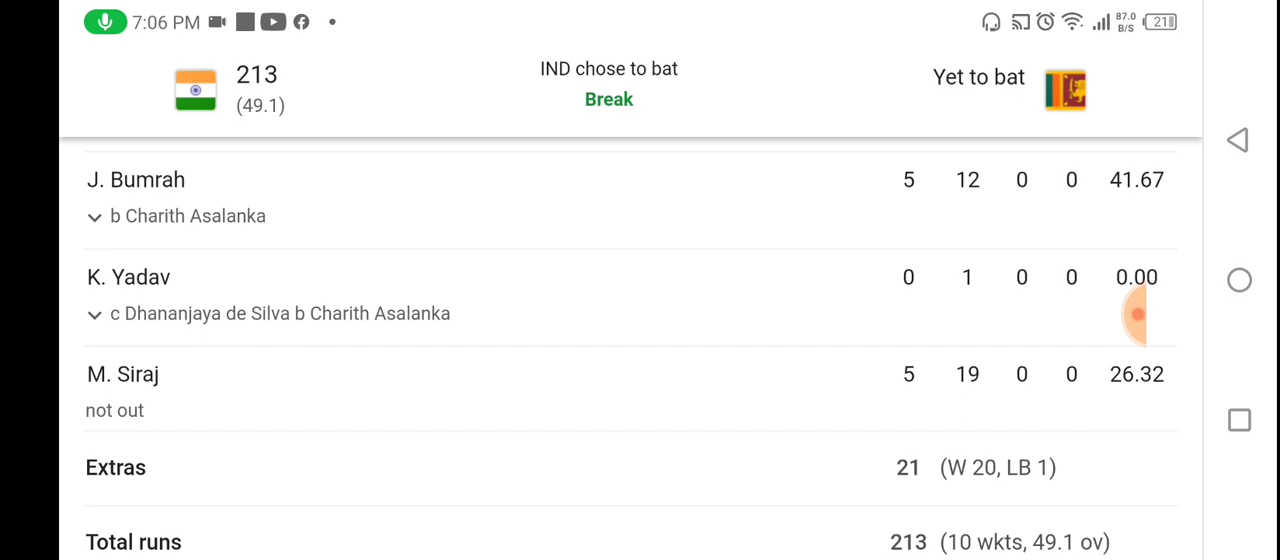 7:06 PM 87.0 B/S 21
213 IND chose to bat Yet to bat
(49.1) Break
J. Bumrah 5 12 0 0 41.67
b Charith Asalanka
K. Yadav 0 1 0 0 0.00
c Dhananjaya de Silva b Charith Asalanka
M. Siraj 5 19 0 0 26.32
not out
Extras 21 (W 20, LB 1)
Total runs 213 (10 wkts, 49.1 ov)